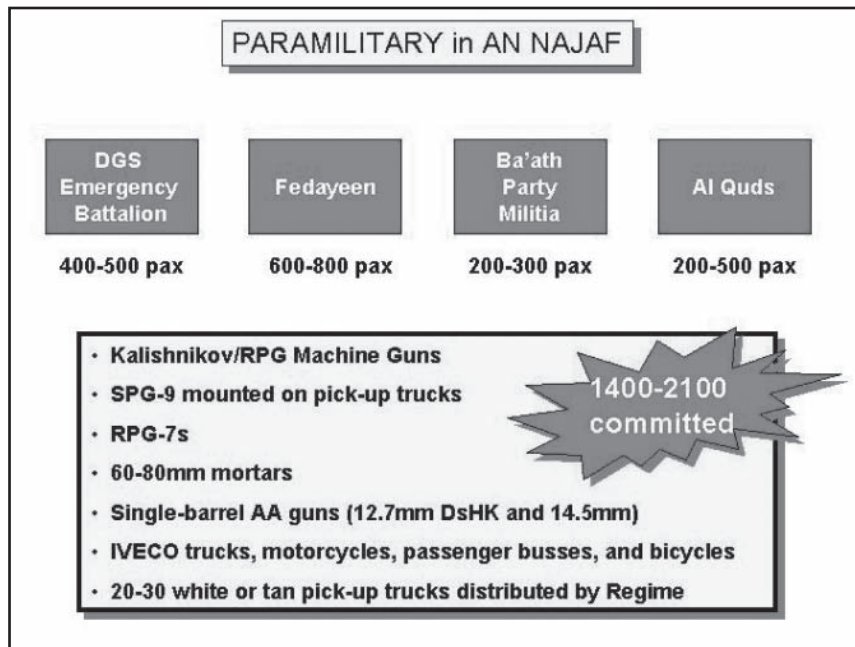 PARAMILITARY in AN NAJAF
DGS
Emergency
Battalion
400-500 pax
Fedayeen
600-800 pax
Ba'ath
Party
Militia
200-300 pax
Al Quds
200-500 pax
• Kalishnikov/RPG Machine Guns
• SPG-9 mounted on pick-up trucks
• RPG-7s
• 60-80mm mortars
• Single-barrel AA guns (12.7mm DsHK and 14.5mm)
• IVECO trucks, motorcycles, passenger busses, and bicycles
• 20-30 white or tan pick-up trucks distributed by Regime
1400-2100
committed